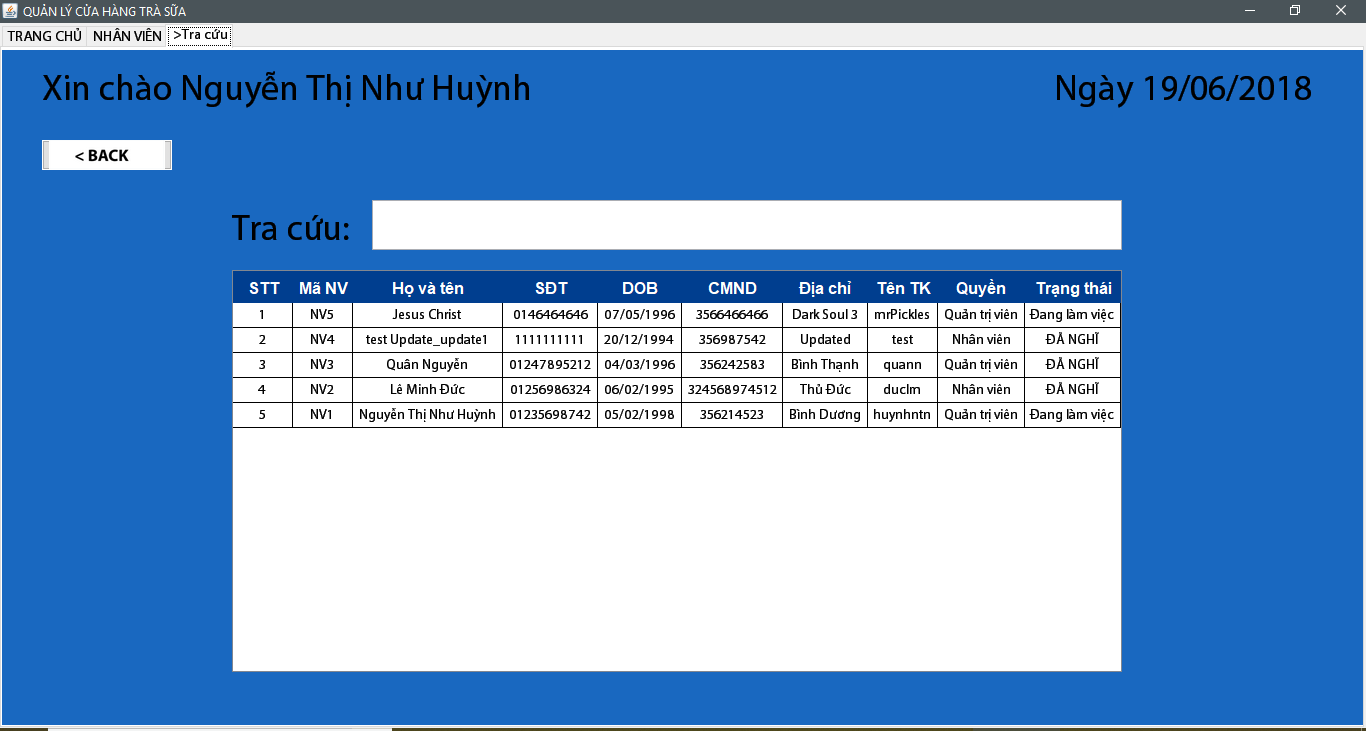 QUẢN LÝ CỬA HÀNG TRÀ SỮA
TRANG CHỦ NHÂN VIÊN >Tra cứu
Xin chào Nguyễn Thị Như Huỳnh Ngày 19/06/2018
< BACK
Tra cứu:
STT Mã NV Họ và tên SĐT DOB CMND Địa chỉ Tên TK Quyền Trạng thái
1 NV5 Jesus Christ 0146464646 07/05/1996 3566466466 Dark Soul 3 mrPickles Quản trị viên Đang làm việc
2 NV4 test Update_update1 1111111111 20/12/1994 356987542 Updated test Nhân viên ĐÃ NGHĨ
3 NV3 Quân Nguyễn 01247895212 04/03/1996 356242583 Bình Thạnh quann Quản trị viên ĐÃ NGHĨ
4 NV2 Lê Minh Đức 01256986324 06/02/1995 324568974512 Thủ Đức duclm Nhân viên ĐÃ NGHĨ
5 NV1 Nguyễn Thị Như Huỳnh 01235698742 05/02/1998 356214523 Bình Dương huynhntn Quản trị viên Đang làm việc